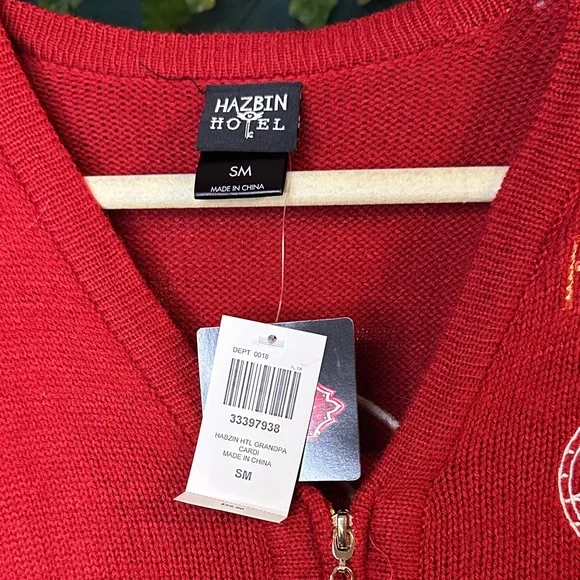 HAZBIN
HOTEL
SM
MADE IN CHINA
DEPT 0018
33397938
HABZIN HTL GRANDPA
CARDI
MADE IN CHINA
SM